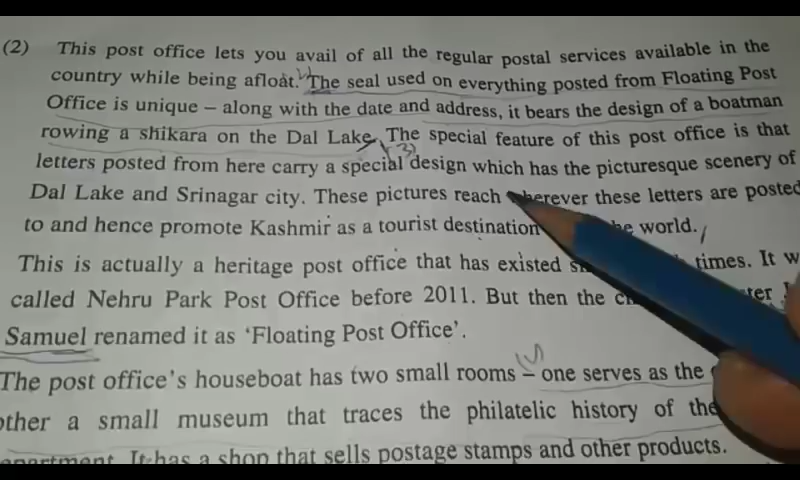 (2) This post office lets you avail of all the regular postal services available in the
country while being afloat. The seal used on everything posted from Floating Post
Office is unique – along with the date and address, it bears the design of a boatman
rowing a shikara on the Dal Lake. The special feature of this post office is that
letters posted from here carry a special design which has the picturesque scenery of
Dal Lake and Srinagar city. These pictures reach wherever these letters are posted
to and hence promote Kashmir as a tourist destination world.
This is actually a heritage post office that has existed times. It
called Nehru Park Post Office before 2011. But then the
Samuel renamed it as ‘Floating Post Office’.
The post office’s houseboat has two small rooms – one serves as the
other a small museum that traces the philatelic history of the
It has a shop that sells postage stamps and other products.